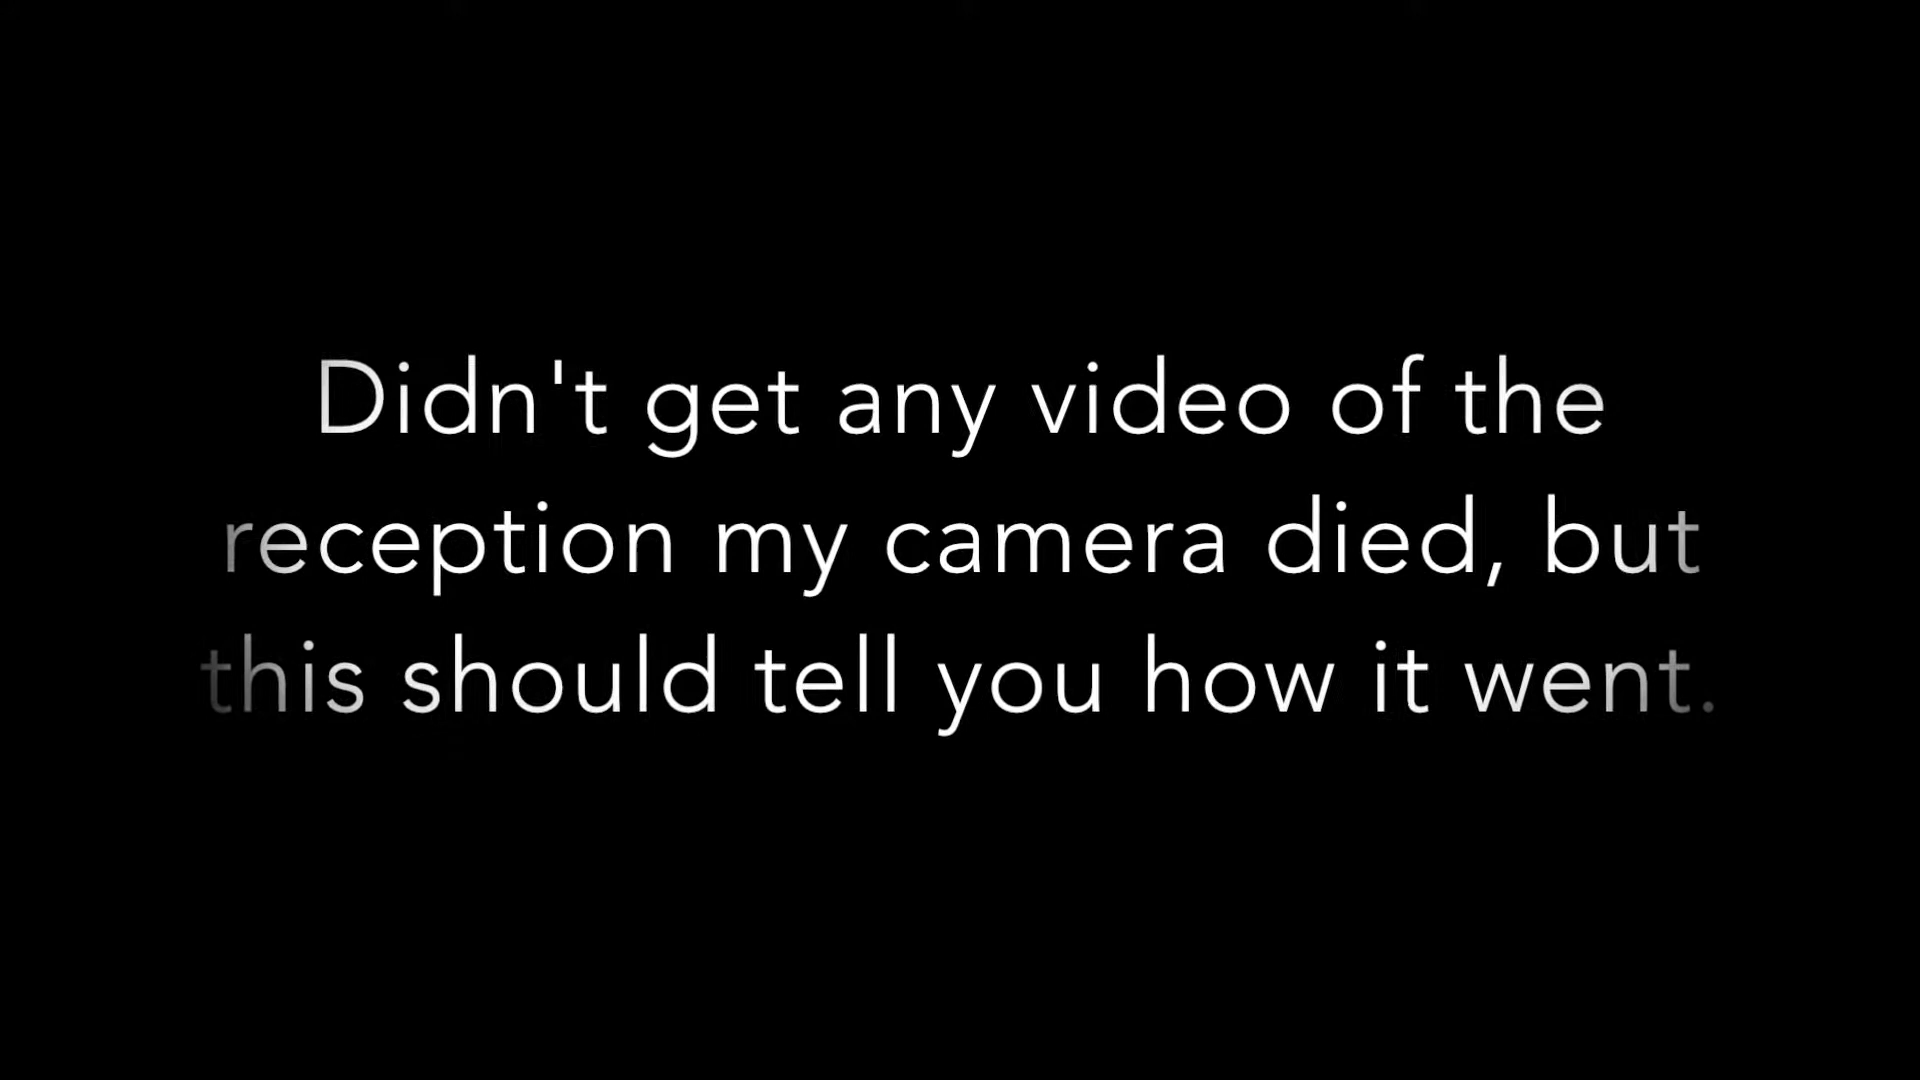 Didn't get any video of the
reception my camera died, but
this should tell you how it went.